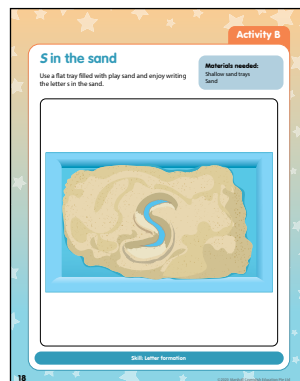 Activity B
S in the sand
Use a flat tray filled with play sand and enjoy writing
the letter s in the sand.
Materials needed:
Shallow sand trays
Sand
S
Skill: Letter formation
18